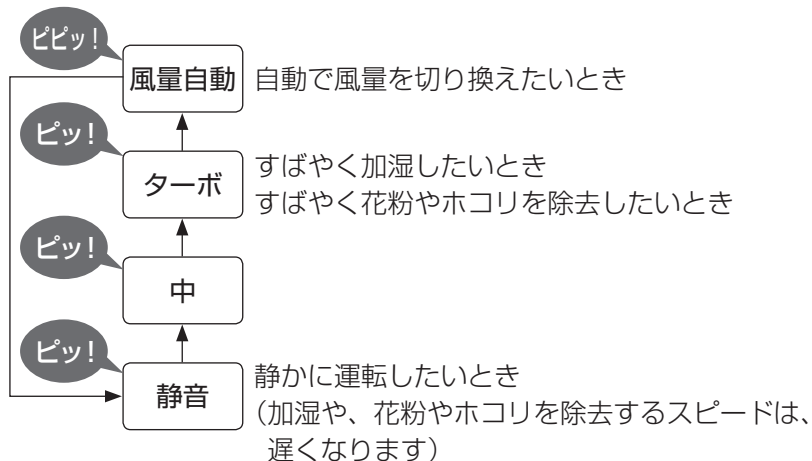 ピピッ!
風量自動 自動で風量を切り換えたいとき
ピッ!
ターボ すばやく加湿したいとき
すばやく花粉やホコリを除去したいとき
ピッ!
中
ピッ!
静音 静かに運転したいとき
(加湿や、花粉やホコリを除去するスピードは、
遅くなります)